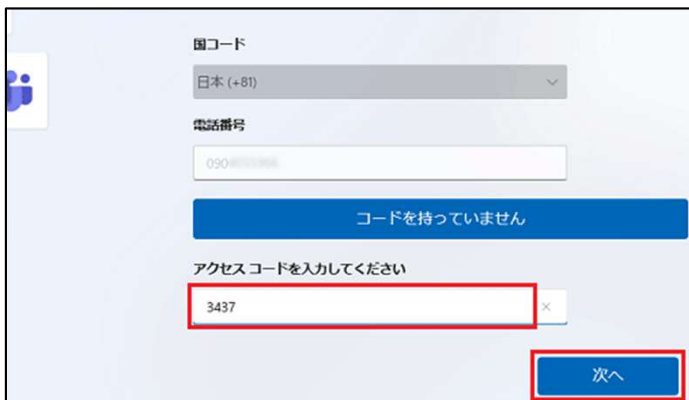 国コード
日本 (+81)
電話番号
090
コードを持っていません
アクセス コードを入力してください
3437
次へ